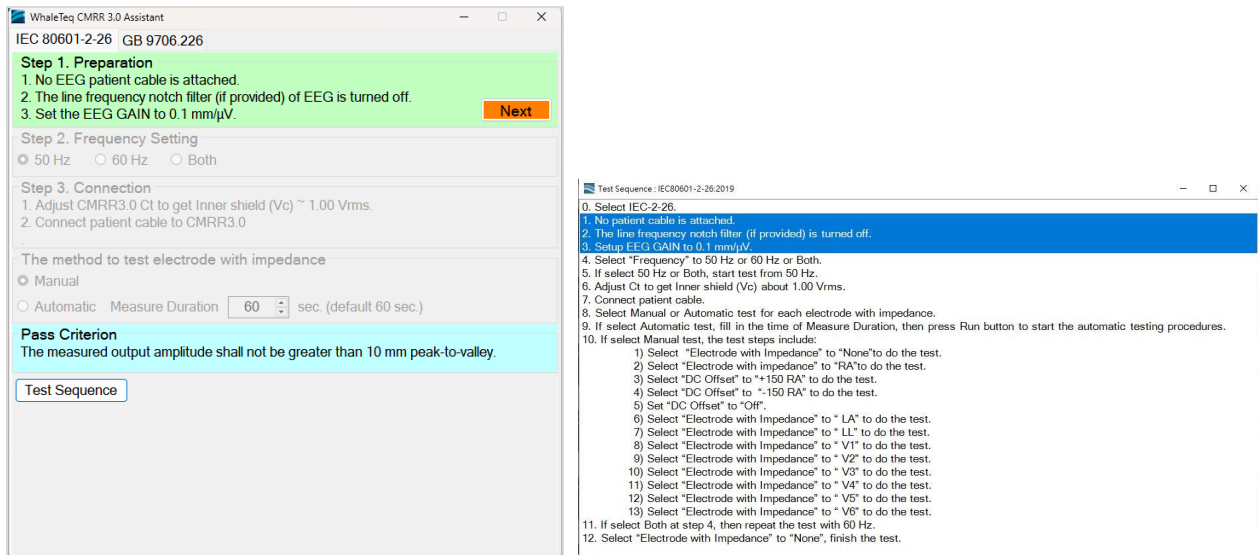 WhaleTeq CMRR 3.0 Assistant
IEC 80601-2-26 GB 9706.226
Step 1. Preparation
1. No EEG patient cable is attached.
2. The line frequency notch filter (if provided) of EEG is turned off.
3. Set the EEG GAIN to 0.1 mm/µV.
Next
Step 2. Frequency Setting
50 Hz 60 Hz Both
Step 3. Connection
1. Adjust CMRR3.0 Ct to get Inner shield (Vc) ~ 1.00 Vrms.
2. Connect patient cable to CMRR3.0
.
The method to test electrode with impedance
Manual
Automatic Measure Duration 60 sec. (default 60 sec.)
Pass Criterion
The measured output amplitude shall not be greater than 10 mm peak-to-valley.
Test Sequence
Test Sequence : IEC80601-2-26:2019
0. Select IEC-2-26.
1. No patient cable is attached.
2. The line frequency notch filter (if provided) is turned off.
3. Setup EEG GAIN to 0.1 mm/µV.
4. Select "Frequency" to 50 Hz or 60 Hz or Both.
5. If select 50 Hz or Both, start test from 50 Hz.
6. Adjust Ct to get Inner shield (Vc) about 1.00 Vrms.
7. Connect patient cable.
8. Select Manual or Automatic test for each electrode with impedance.
9. If select Automatic test, fill in the time of Measure Duration, then press Run button to start the automatic testing procedures.
10. If select Manual test, the test steps include:
1) Select "Electrode with Impedance" to "None"to do the test.
2) Select "Electrode with impedance" to "RA"to do the test.
3) Select "DC Offset" to "+150 RA" to do the test.
4) Select "DC Offset" to "-150 RA" to do the test.
5) Set "DC Offset" to "Off".
6) Select "Electrode with Impedance" to " LA" to do the test.
7) Select "Electrode with Impedance" to " LL" to do the test.
8) Select "Electrode with Impedance" to " V1" to do the test.
9) Select "Electrode with Impedance" to " V2" to do the test.
10) Select "Electrode with Impedance" to " V3" to do the test.
11) Select "Electrode with Impedance" to " V4" to do the test.
12) Select "Electrode with Impedance" to " V5" to do the test.
13) Select "Electrode with Impedance" to " V6" to do the test.
11. If select Both at step 4, then repeat the test with 60 Hz.
12. Select "Electrode with Impedance" to "None", finish the test.